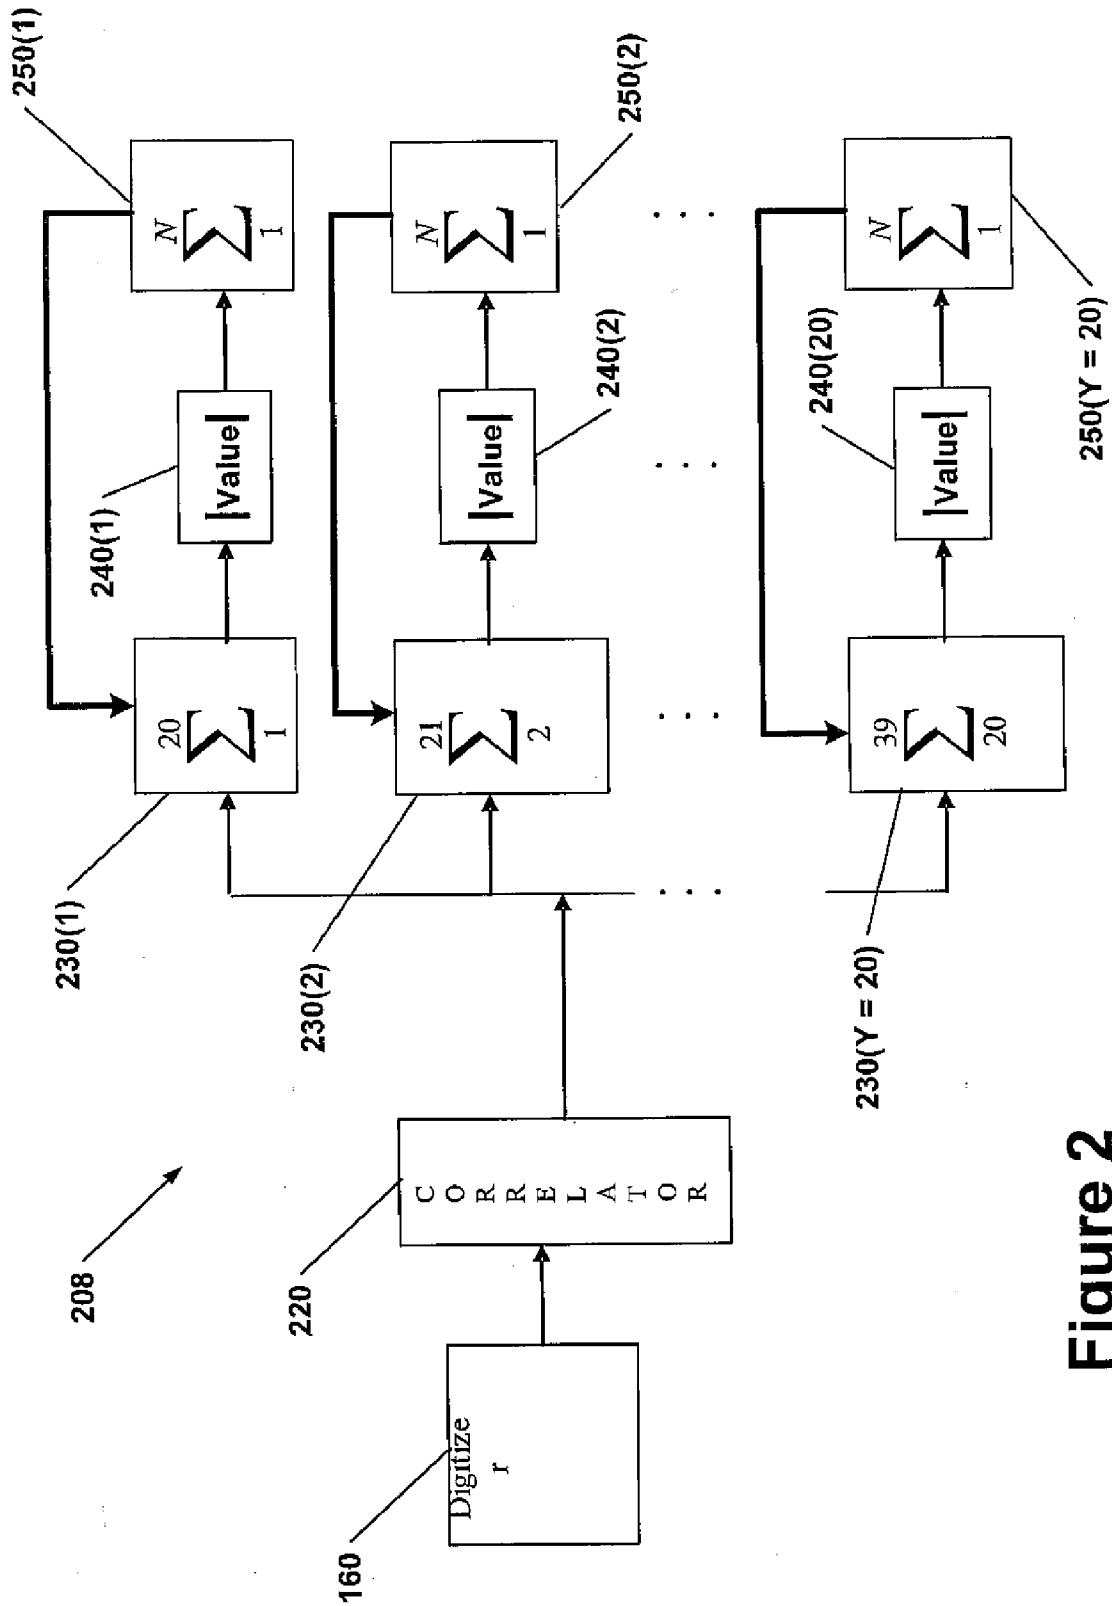 208
160
Digitize
r
220
C
O
R
R
E
L
A
T
O
R
230(1)
20
∑
1
240(1)
|Value|
250(1)
N
∑
1
230(2)
21
∑
2
240(2)
|Value|
250(2)
N
∑
1
. . .
. . .
. . .
. . .
230(Y = 20)
39
∑
20
240(20)
|Value|
250(Y = 20)
N
∑
1
Figure 2